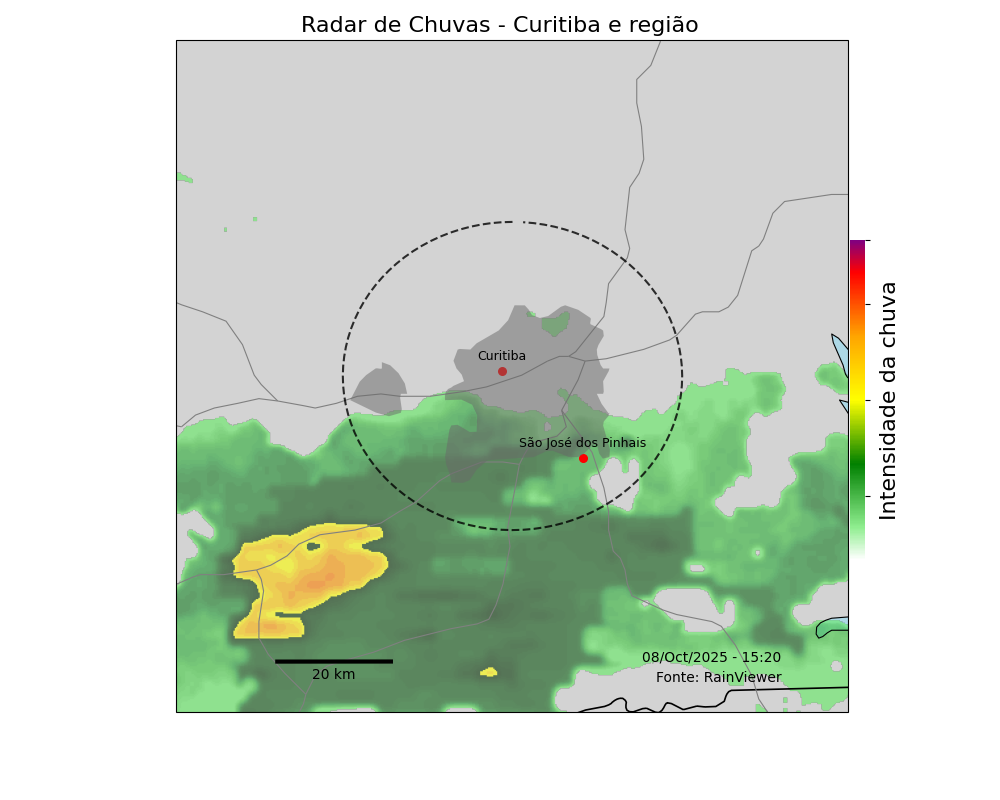 Radar de Chuvas - Curitiba e região
Curitiba
São José dos Pinhais
Intensidade da chuva
20 km
08/Oct/2025 - 15:20
Fonte: RainViewer